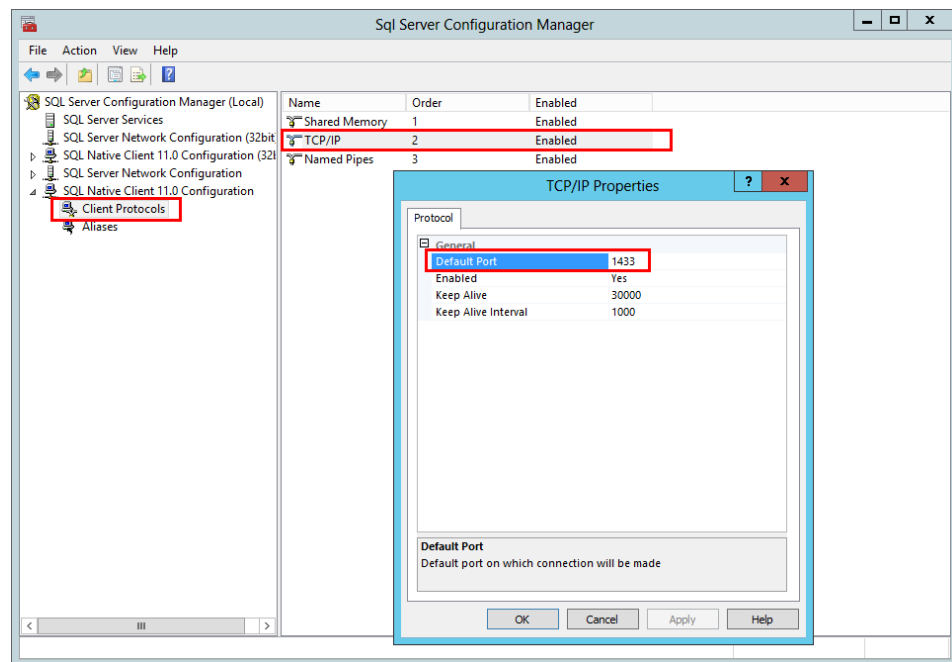 Sql Server Configuration Manager
File Action View Help
SQL Server Configuration Manager (Local)
SQL Server Services
SQL Server Network Configuration (32bit
SQL Native Client 11.0 Configuration (32b
SQL Server Network Configuration
SQL Native Client 11.0 Configuration
Client Protocols
Aliases
Name Order Enabled
Shared Memory 1 Enabled
TCP/IP 2 Enabled
Named Pipes 3 Enabled
TCP/IP Properties
Protocol
General
Default Port 1433
Enabled Yes
Keep Alive 30000
Keep Alive Interval 1000
Default Port
Default port on which connection will be made
OK Cancel Apply Help